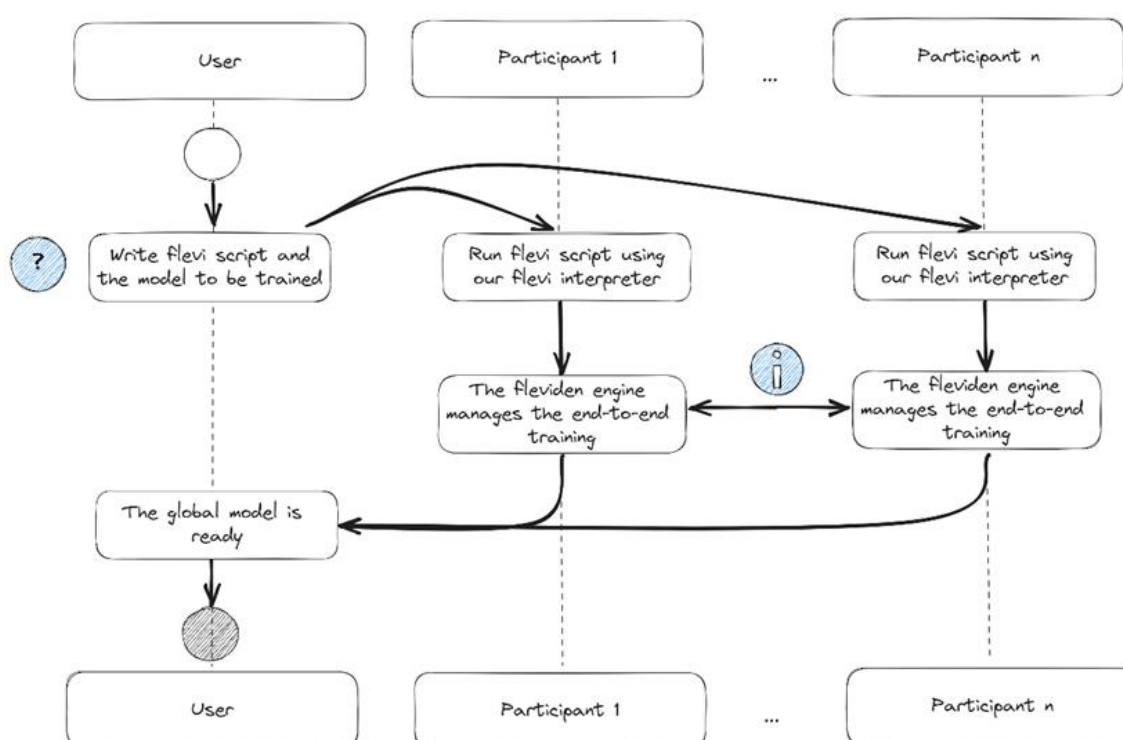 User
Participant 1
...
Participant n
?
Write flevi script and
the model to be trained
Run flevi script using
our flevi interpreter
Run flevi script using
our flevi interpreter
i
The fleviden engine
manages the end-to-end
training
The fleviden engine
manages the end-to-end
training
The global model is
ready
User
Participant 1
...
Participant n